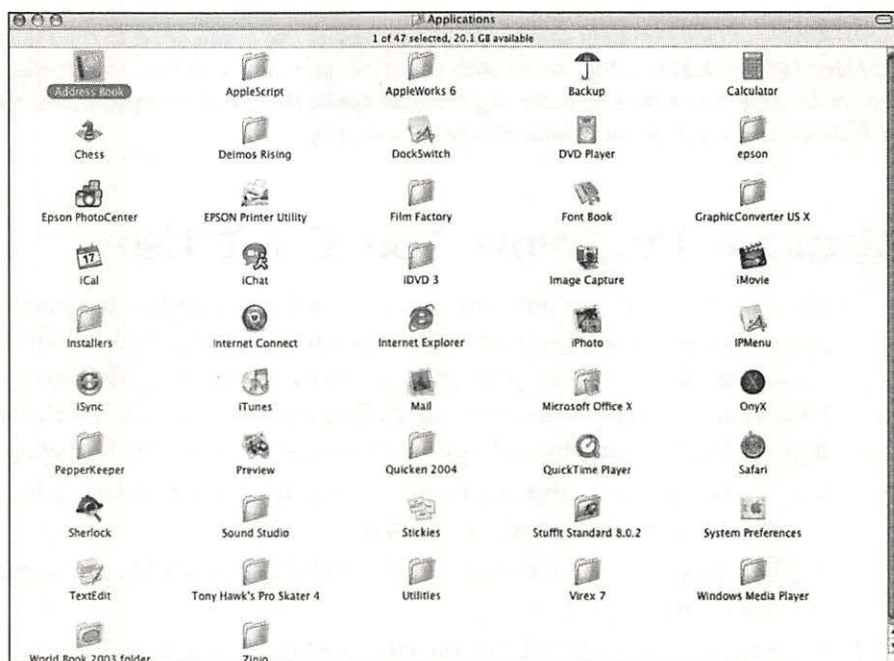 Applications
1 of 47 selected, 20.1 GB available
Address Book AppleScript AppleWorks 6 Backup Calculator
Chess Deimos Rising DockSwitch DVD Player epson
Epson PhotoCenter EPSON Printer Utility Film Factory Font Book GraphicConverter US X
17
iCal iChat iDVD 3 Image Capture iMovie
Installers Internet Connect Internet Explorer iPhoto IPMenu
iSync iTunes Mail Microsoft Office X OnyX
PepperKeeper Preview Quicken 2004 QuickTime Player Safari
Sherlock Sound Studio Stickies StuffIt Standard 8.0.2 System Preferences
TextEdit Tony Hawk's Pro Skater 4 Utilities Virex 7 Windows Media Player
World Book 2003 folder Zinio